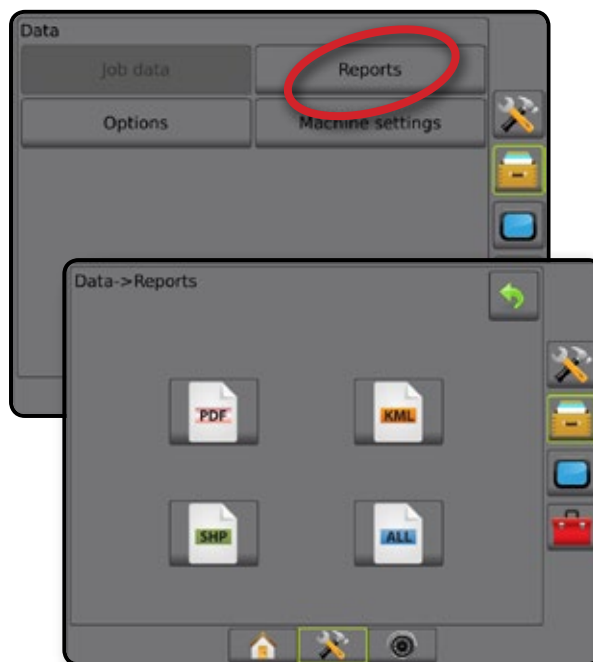 Data
Job data
Reports
Options
Machine settings
Data->Reports
PDF
KML
SHP
ALL